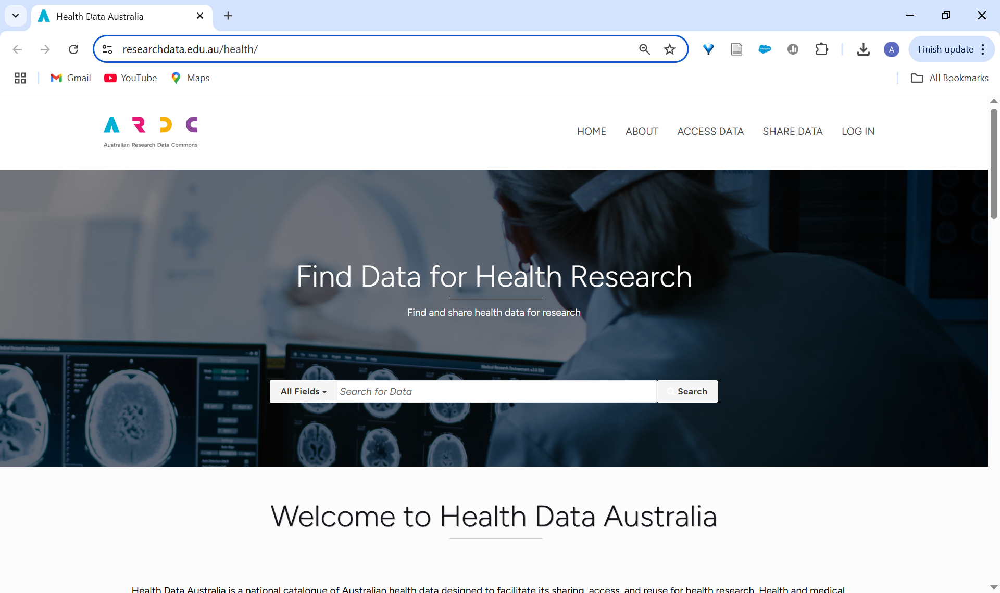 Health Data Australia
researchdata.edu.au/health/
A
Finish update
Gmail
YouTube
Maps
All Bookmarks
ARDC
Australian Research Data Commons
HOME
ABOUT
ACCESS DATA
SHARE DATA
LOG IN
Find Data for Health Research
Find and share health data for research
All Fields
Search for Data
Search
Welcome to Health Data Australia
Health Data Australia is a national catalogue of Australian health data designed to facilitate its sharing, access, and reuse for health research. Health and medical